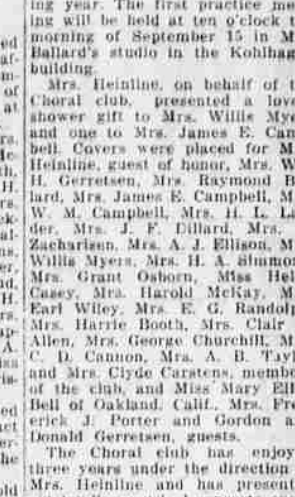 ing year. The first practice me
ing will be held at ten o'clock t
morning of September 15 in M
Ballard's studio in the Kohlhag
building.
Mrs. Heinline, on behalf of t
Choral club, presented a love
shower gift to Mrs. Willis Mye
and one to Mrs. James E. Cam
bell. Covers were placed for M
Heinline, guest of honor, Mrs. W
H. Gerretsen, Mrs. Raymond B
lard, Mrs. James E. Campbell, M
W. M. Campbell, Mrs. H. L. La
der, Mrs. J. F. Dillard, Mrs.
Zacharisen, Mrs. A. J. Ellison, M
Willis Myers, Mrs. H. A. Simmon
Mrs. Grant Osborn, Miss Hel
Casey, Mrs. Harold McKay, M
Earl Wiley, Mrs. E. G. Randolp
Mrs. Harrie Booth, Mrs. Clair
Allen, Mrs. George Churchill, M
C. D. Cannon, Mrs. A. B. Tayl
and Mrs. Clyde Carstens, membe
of the club, and Miss Mary Ell
Bell of Oakland, Calif., Mrs. Fre
erick J. Porter and Gordon a
Donald Gerretsen, guests.
The Choral club has enjoy
three years under the direction
Mrs. Heinline and has present